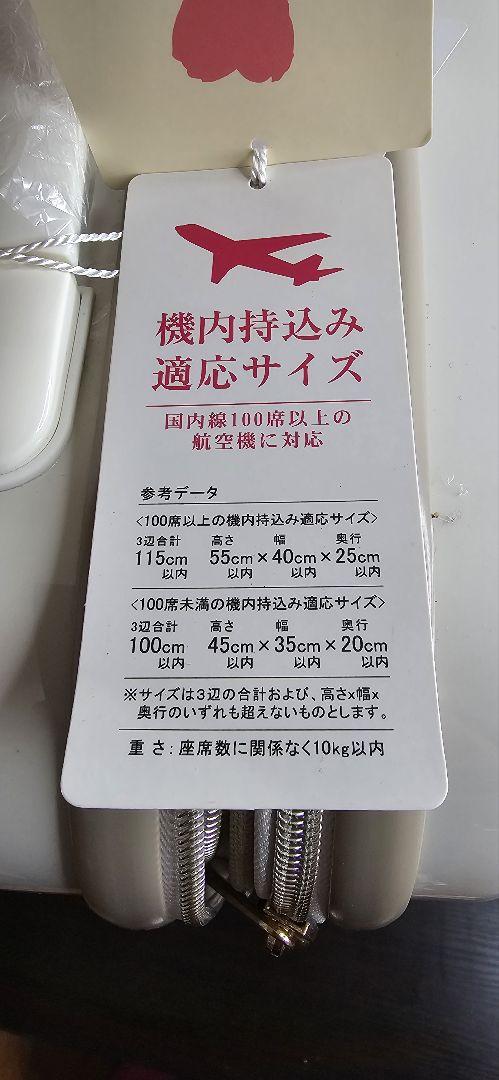 機内持込み
適応サイズ
国内線100席以上の
航空機に対応
参考データ
<100席以上の機内持込み適応サイズ>
3辺合計 高さ 幅 奥行
115cm 55cm×40cm×25cm
以内 以内 以内 以内
<100席未満の機内持込み適応サイズ>
3辺合計 高さ 幅 奥行
100cm 45cm×35cm×20cm
以内 以内 以内 以内
※サイズは3辺の合計および、高さx幅x
奥行のいずれも超えないものとします。
重さ:座席数に関係なく10kg以内